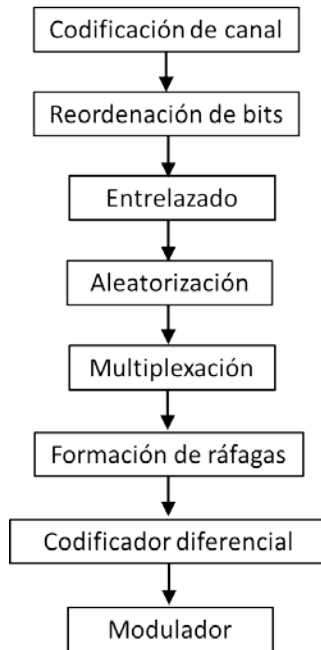 Codificación de canal
Reordenación de bits
Entrelazado
Aleatorización
Multiplexación
Formación de ráfagas
Codificador diferencial
Modulador